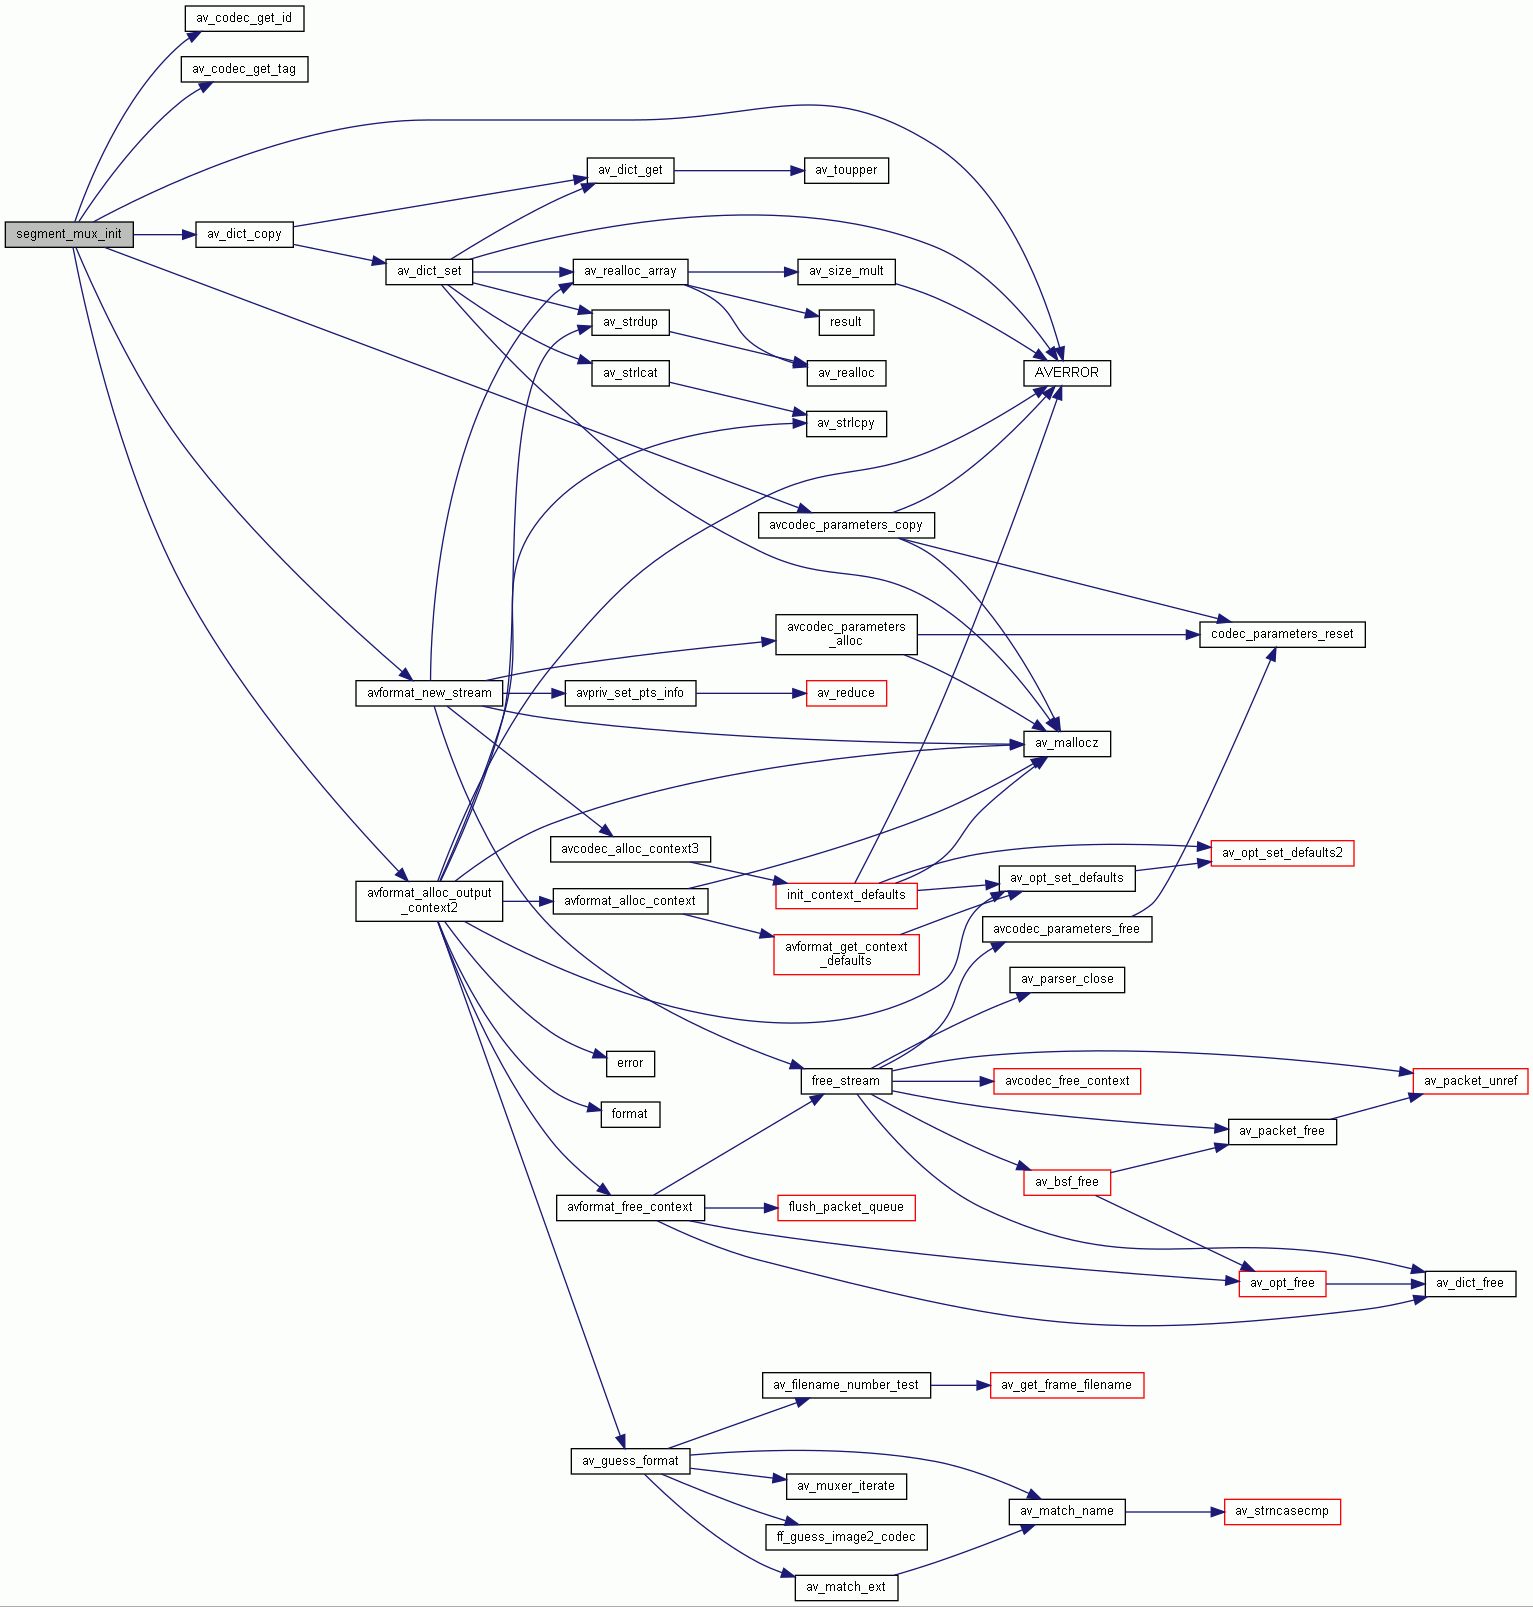 av_codec_get_id
av_codec_get_tag
av_dict_get
av_toupper
segment_mux_init
av_dict_copy
av_dict_set
av_realloc_array
av_size_mult
av_strdup
result
av_strlcat
av_realloc
AVERROR
av_strlcpy
avcodec_parameters_copy
avcodec_parameters
_alloc
codec_parameters_reset
avformat_new_stream
avpriv_set_pts_info
av_reduce
av_mallocz
avcodec_alloc_context3
av_opt_set_defaults2
av_opt_set_defaults
init_context_defaults
avformat_alloc_output
_context2
avformat_alloc_context
avcodec_parameters_free
avformat_get_context
_defaults
av_parser_close
error
free_stream
avcodec_free_context
av_packet_unref
format
av_packet_free
av_bsf_free
avformat_free_context
flush_packet_queue
av_opt_free
av_dict_free
av_filename_number_test
av_get_frame_filename
av_guess_format
av_muxer_iterate
av_match_name
av_strncasecmp
ff_guess_image2_codec
av_match_ext